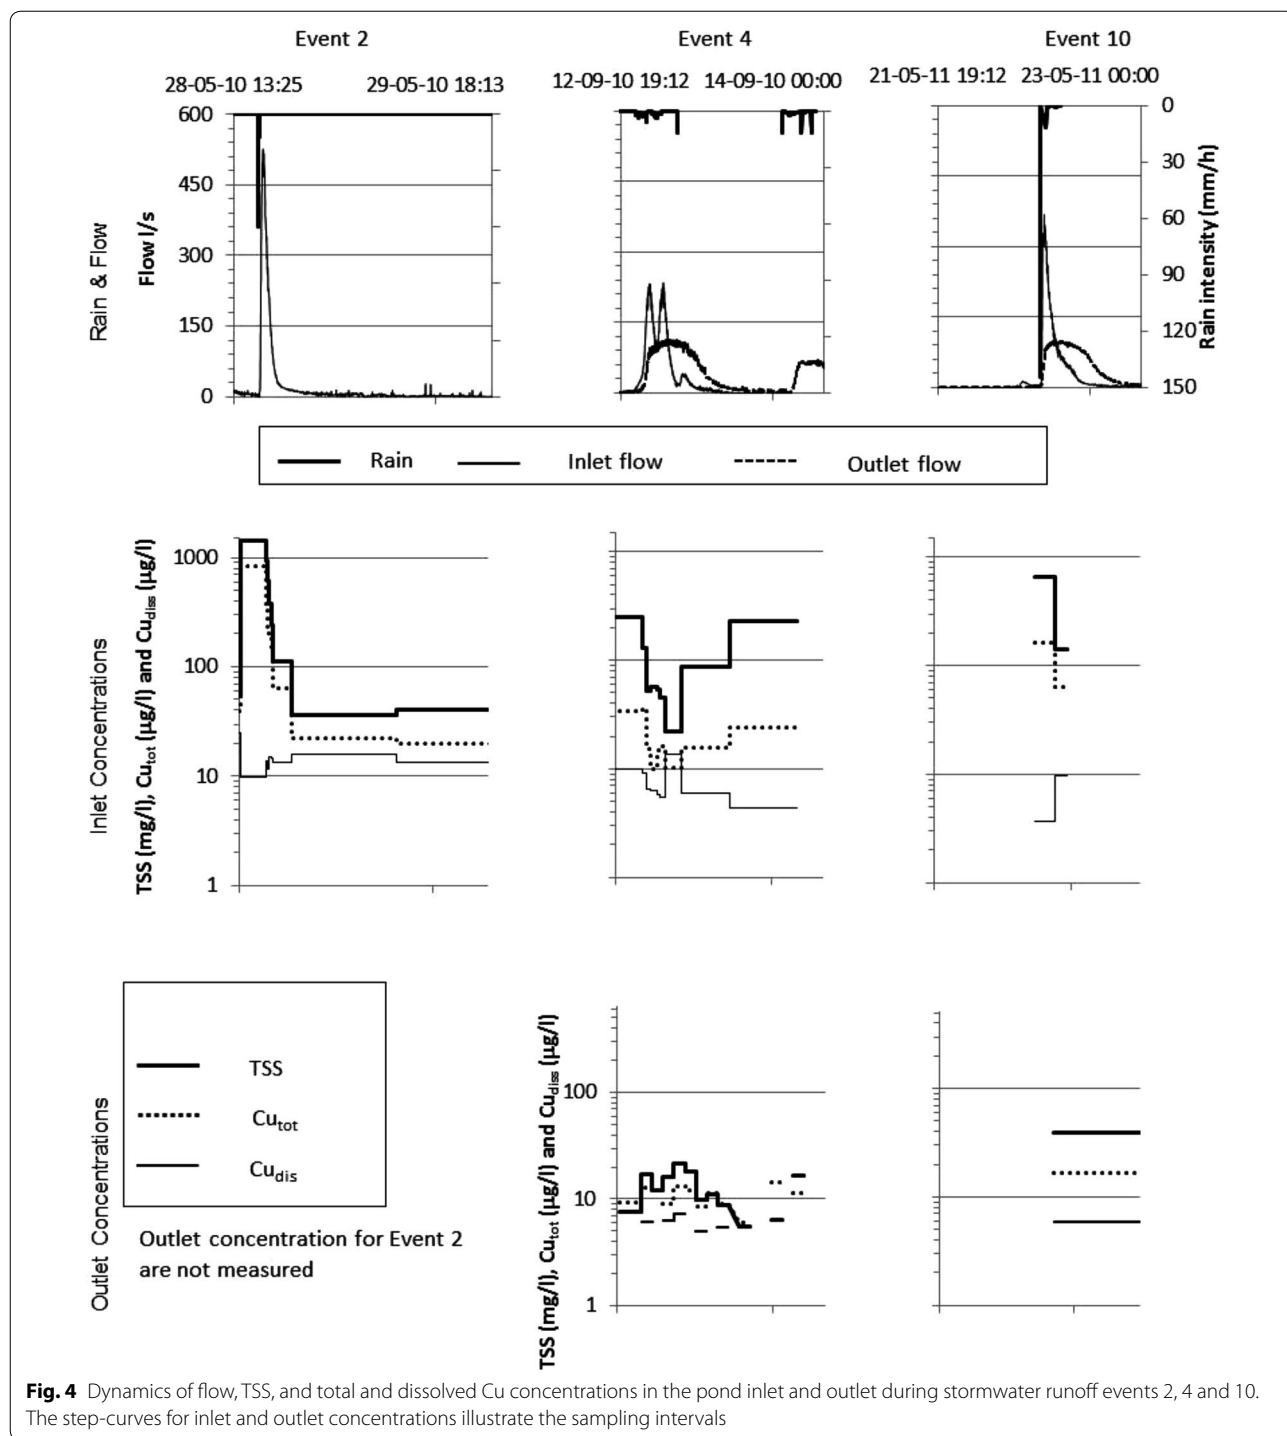 Event 2 Event 4 Event 10
28-05-10 13:25 29-05-10 18:13 12-09-10 19:12 14-09-10 00:00 21-05-11 19:12 23-05-11 00:00
Rain & Flow
Flow l/s
600
450
300
150
0
0
30
60
90
120
150
Rain intensity (mm/h)
Rain Inlet flow Outlet flow
Inlet Concentrations
TSS (mg/l), Cutot (µg/l) and Cudiss (µg/l)
1000
100
10
1
Outlet Concentrations
TSS
Cutot
Cudis
Outlet concentration for Event 2
are not measured
TSS (mg/l), Cutot (µg/l) and Cudiss (µg/l)
100
10
1
Fig. 4 Dynamics of flow, TSS, and total and dissolved Cu concentrations in the pond inlet and outlet during stormwater runoff events 2, 4 and 10.
The step-curves for inlet and outlet concentrations illustrate the sampling intervals